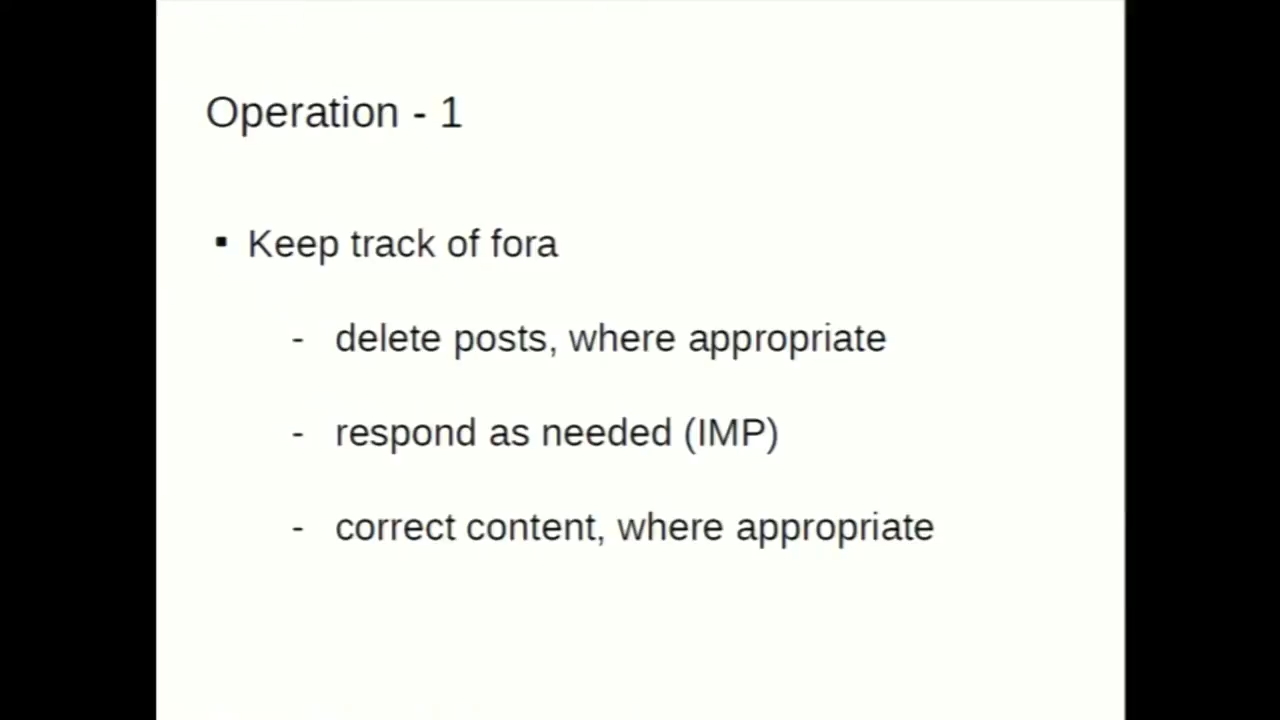 Operation - 1
▪ Keep track of fora
- delete posts, where appropriate
- respond as needed (IMP)
- correct content, where appropriate